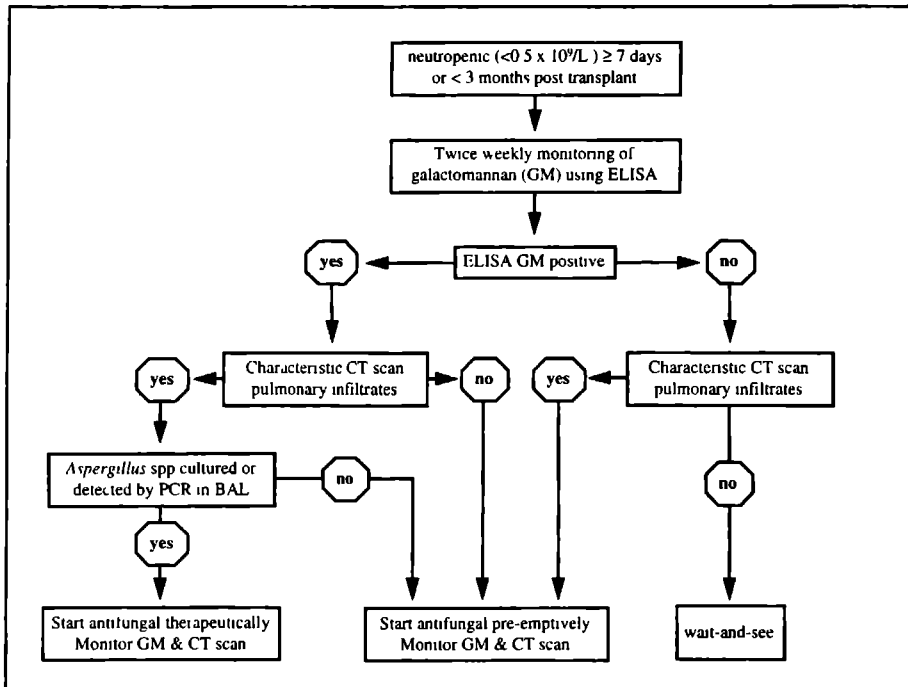 neutropenic (<0 5 x 10⁹/L ) ≥ 7 days
or < 3 months post transplant
Twice weekly monitoring of
galactomannan (GM) using ELISA
yes
ELISA GM positive
no
yes
Characteristic CT scan
pulmonary infiltrates
no
yes
Characteristic CT scan
pulmonary infiltrates
Aspergillus spp cultured or
detected by PCR in BAL
no
no
yes
Start antifungal therapeutically
Monitor GM & CT scan
Start antifungal pre-emptively
Monitor GM & CT scan
wait-and-see